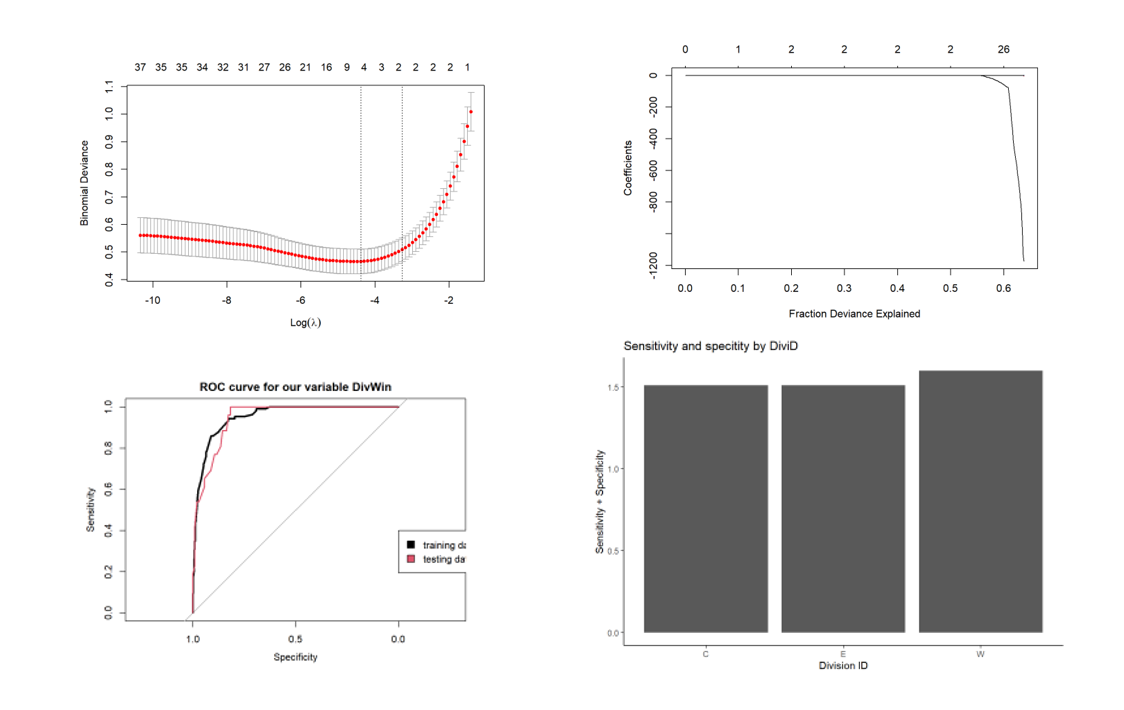 37 35 35 34 32 31 27 26 21 16 9 4 3 2 2 2 2 1
1.1
1.0
0.9
0.8
0.7
0.6
0.5
0.4
Binomial Deviance
-10 -8 -6 -4 -2
Log(λ)
0 1 2 2 2 2 26
0
-200
-400
-600
-800
-1200
Coefficients
0.0 0.1 0.2 0.3 0.4 0.5 0.6
Fraction Deviance Explained
ROC curve for our variable DivWin
1.0
0.8
0.6
0.4
0.2
0.0
Sensitivity
training da
testing da
1.0 0.5 0.0
Specificity
Sensitivity and specitity by DiviD
1.5
1.0
0.5
0.0
Sensitivity + Specificity
C E W
Division ID